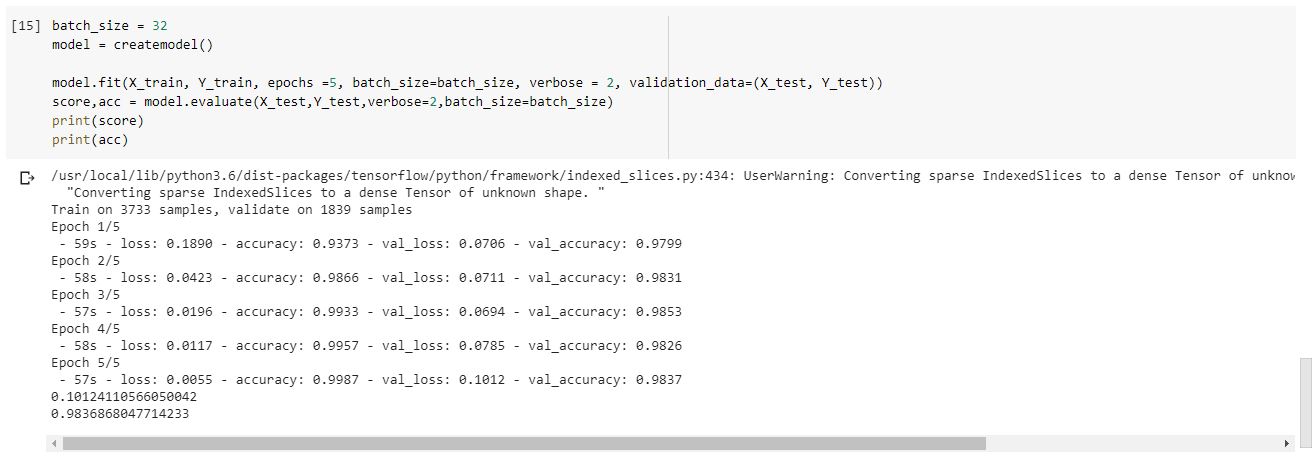 [15] batch_size = 32
model = createmodel()
model.fit(X_train, Y_train, epochs =5, batch_size=batch_size, verbose = 2, validation_data=(X_test, Y_test))
score,acc = model.evaluate(X_test,Y_test,verbose=2,batch_size=batch_size)
print(score)
print(acc)
/usr/local/lib/python3.6/dist-packages/tensorflow/python/framework/indexed_slices.py:434: UserWarning: Converting sparse IndexedSlices to a dense Tensor of unknow
"Converting sparse IndexedSlices to a dense Tensor of unknown shape. "
Train on 3733 samples, validate on 1839 samples
Epoch 1/5
- 59s - loss: 0.1890 - accuracy: 0.9373 - val_loss: 0.0706 - val_accuracy: 0.9799
Epoch 2/5
- 58s - loss: 0.0423 - accuracy: 0.9866 - val_loss: 0.0711 - val_accuracy: 0.9831
Epoch 3/5
- 57s - loss: 0.0196 - accuracy: 0.9933 - val_loss: 0.0694 - val_accuracy: 0.9853
Epoch 4/5
- 58s - loss: 0.0117 - accuracy: 0.9957 - val_loss: 0.0785 - val_accuracy: 0.9826
Epoch 5/5
- 57s - loss: 0.0055 - accuracy: 0.9987 - val_loss: 0.1012 - val_accuracy: 0.9837
0.10124110566050042
0.9836868047714233